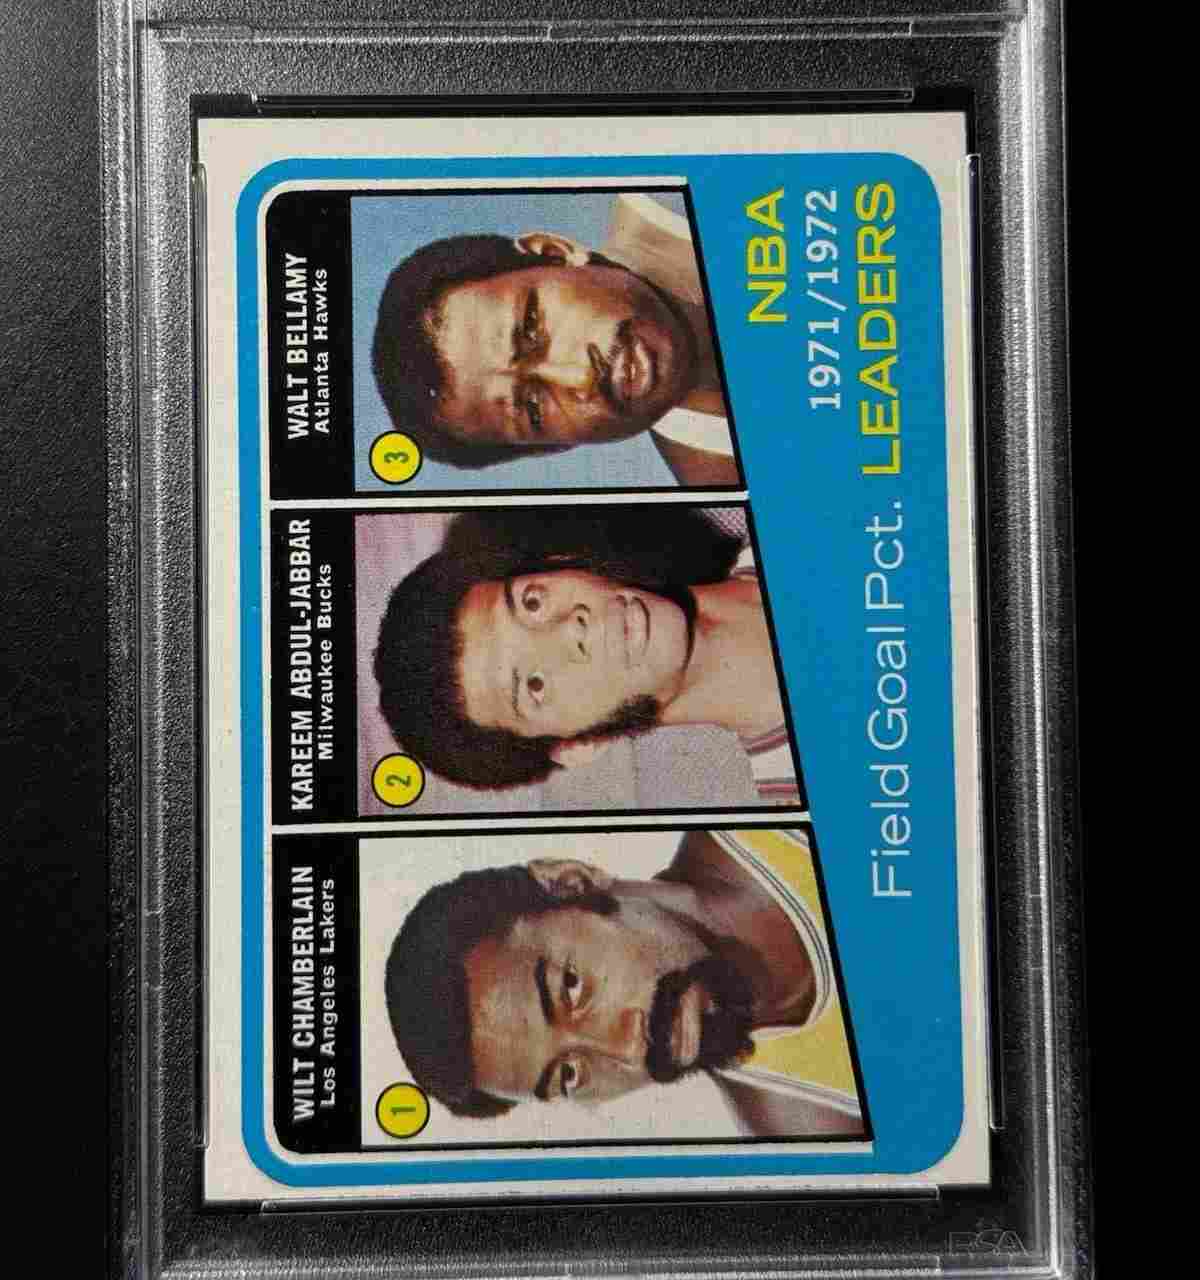 WILT CHAMBERLAIN
Los Angeles Lakers
1
KAREEM ABDUL-JABBAR
Milwaukee Bucks
2
WALT BELLAMY
Atlanta Hawks
3
NBA
1971/1972
Field Goal Pct. LEADERS
PSA